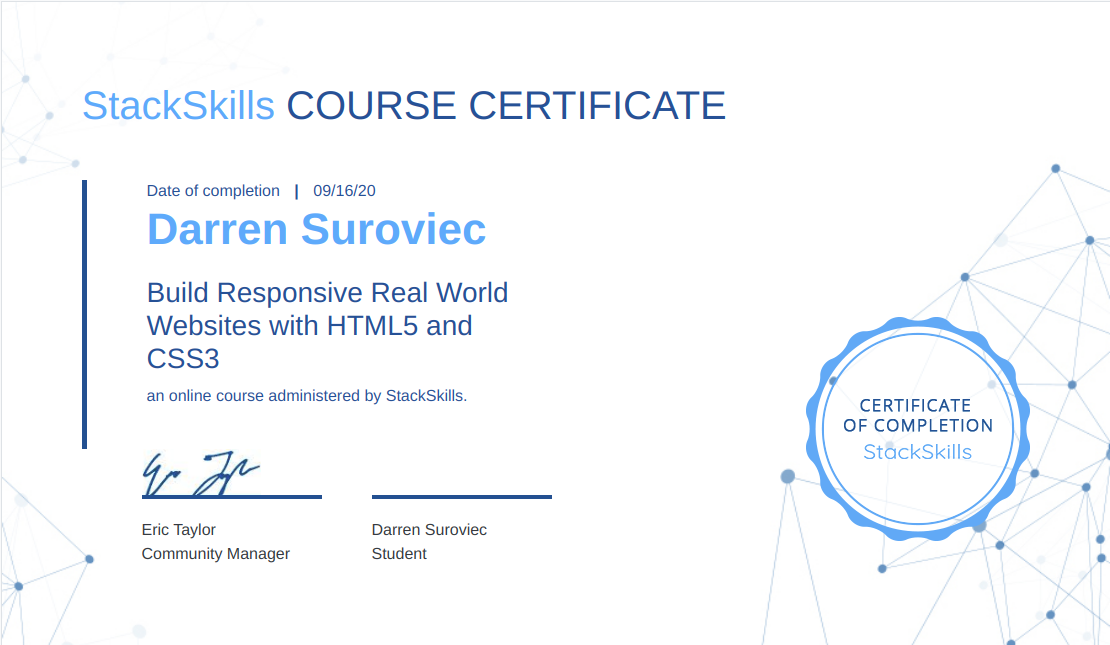 StackSkills COURSE CERTIFICATE
Date of completion | 09/16/20
Darren Suroviec
Build Responsive Real World
Websites with HTML5 and
CSS3
an online course administered by StackSkills.
CERTIFICATE
OF COMPLETION
StackSkills
Eric Taylor
Community Manager
Darren Suroviec
Student